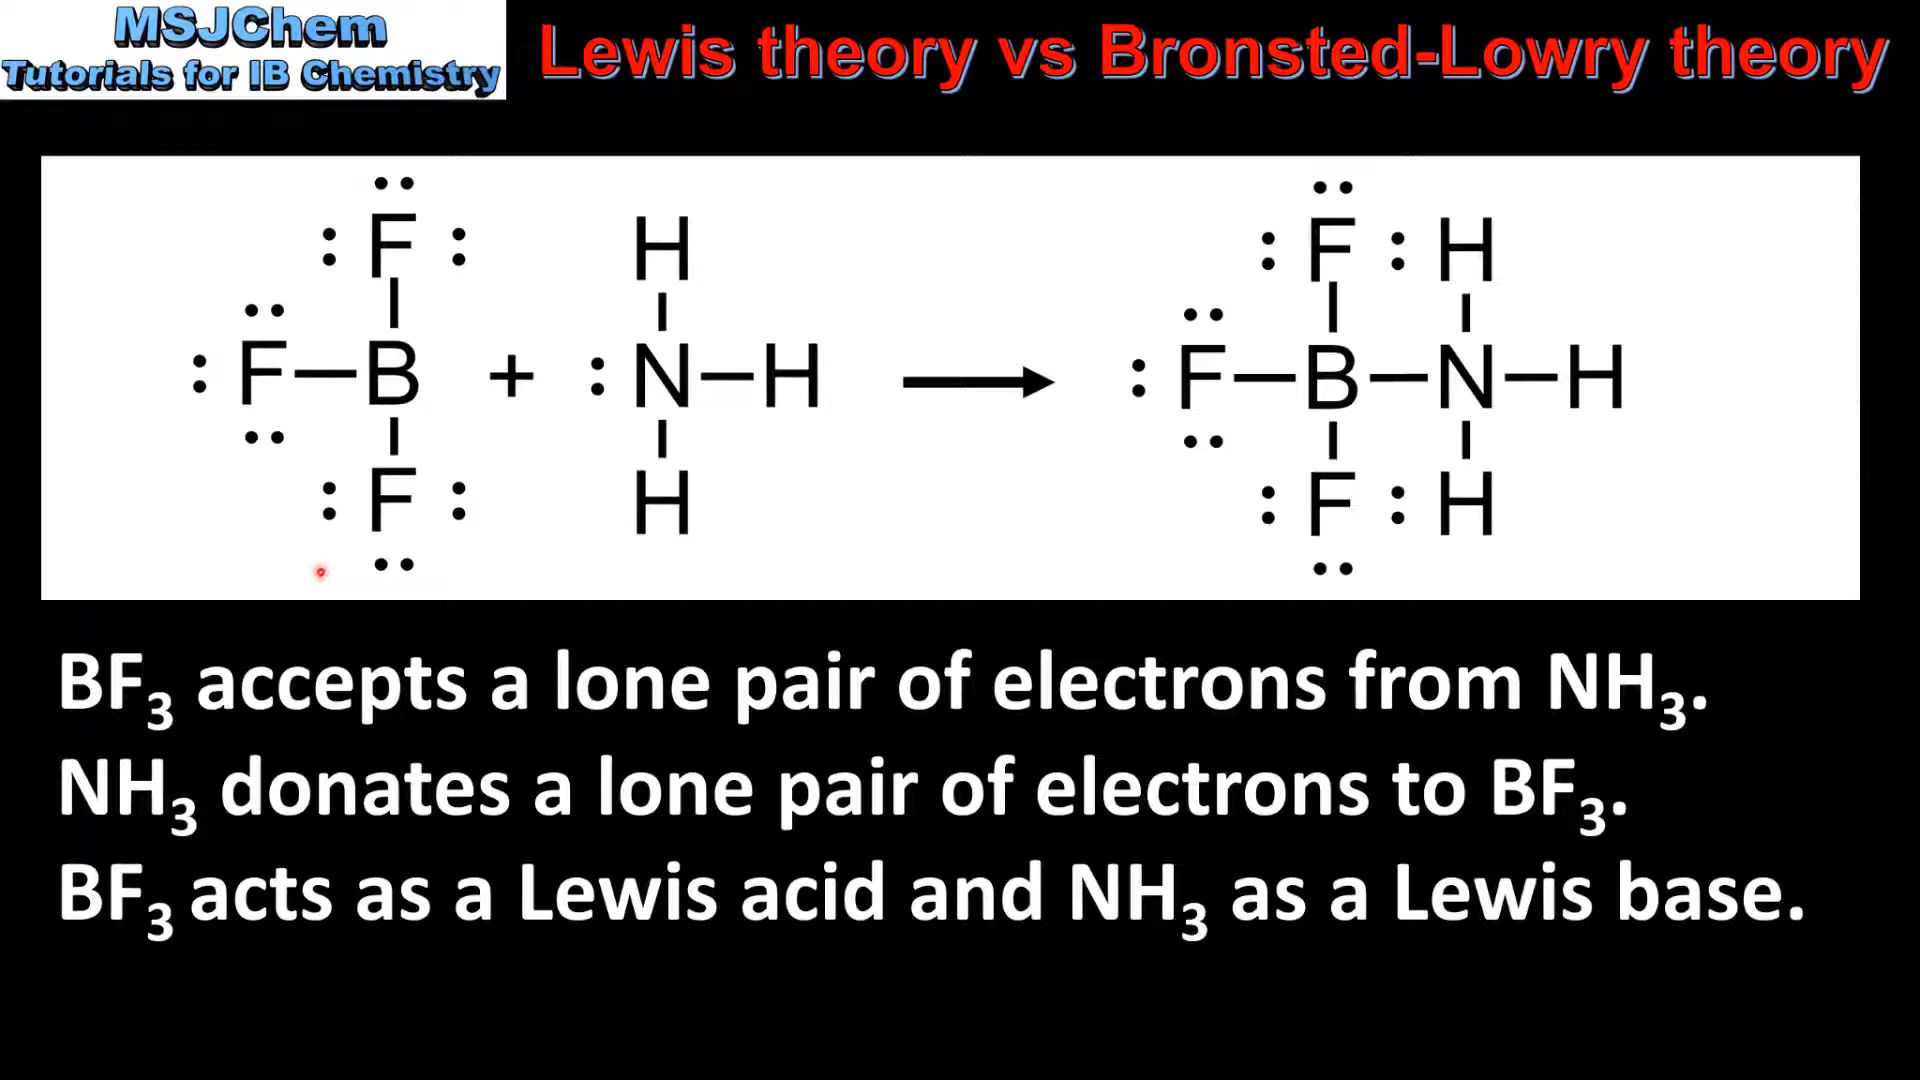 MSJChem
Tutorials for IB Chemistry
Lewis theory vs Bronsted-Lowry theory
F
H
F H
F B + N H
F B N H
F
H
F H
BF₃ accepts a lone pair of electrons from NH₃.
NH₃ donates a lone pair of electrons to BF₃.
BF₃ acts as a Lewis acid and NH₃ as a Lewis base.